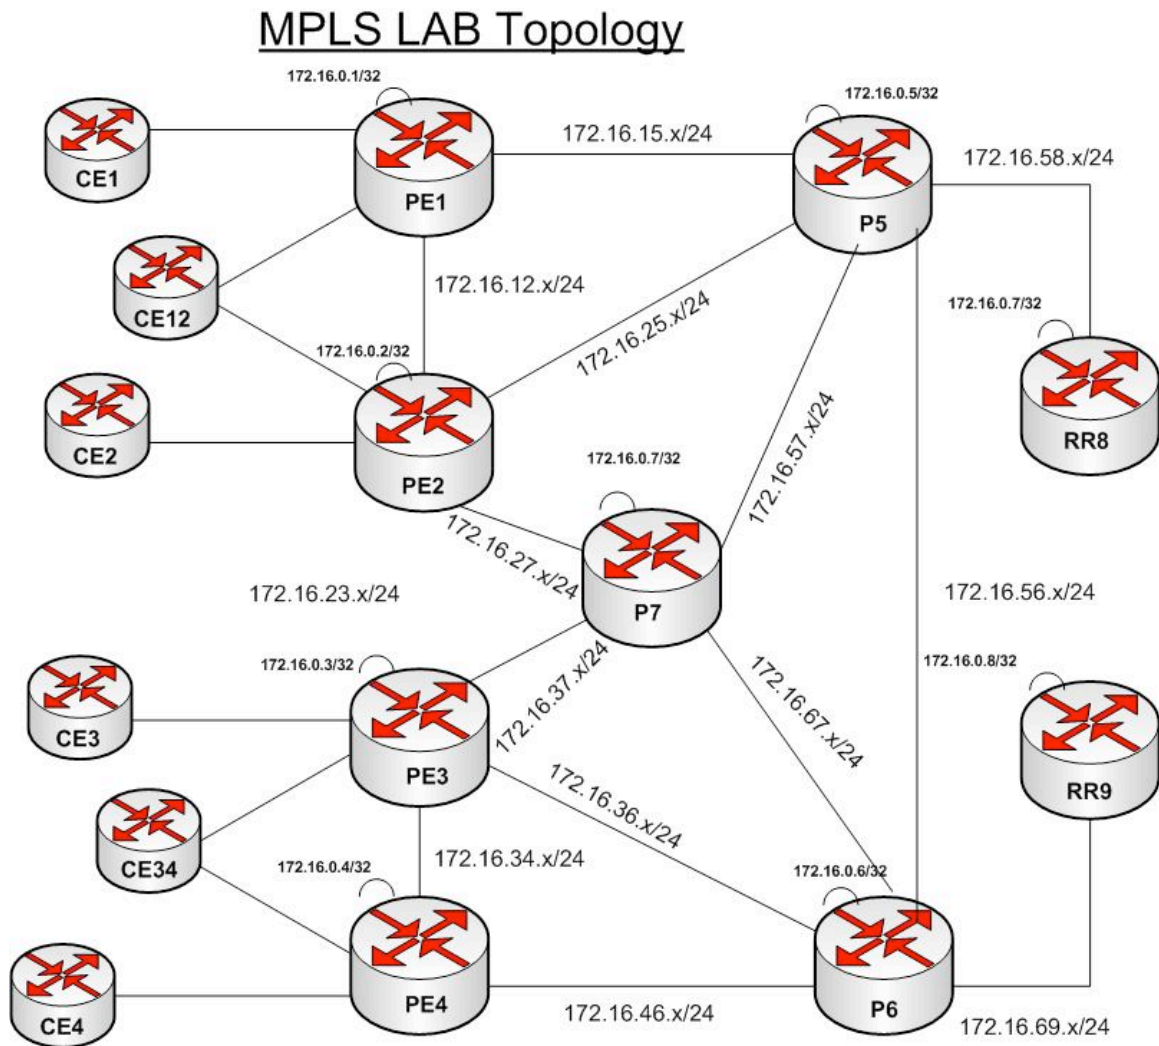 MPLS LAB Topology
172.16.0.1/32
172.16.0.5/32
172.16.15.x/24
172.16.58.x/24
CE1
PE1
P5
172.16.12.x/24
172.16.25.x/24
172.16.0.7/32
CE12
172.16.0.2/32
172.16.57.x/24
CE2
PE2
RR8
172.16.0.7/32
172.16.27.x/24
172.16.23.x/24
172.16.56.x/24
P7
172.16.0.3/32
172.16.37.x/24
172.16.67.x/24
172.16.0.8/32
CE3
PE3
RR9
172.16.36.x/24
CE34
172.16.0.4/32
172.16.34.x/24
172.16.0.6/32
CE4
PE4
172.16.46.x/24
P6
172.16.69.x/24